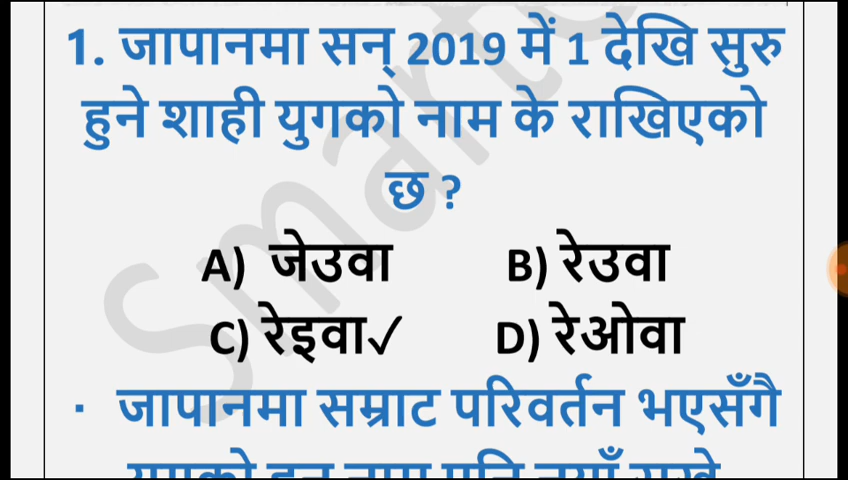 1. जापानमा सन् 2019 में 1 देखि सुरु
हुने शाही युगको नाम के राखिएको
छ ?
A) जेउवा B) रेउवा
C) रेइवा✓ D) रेओवा
· जापानमा सम्राट परिवर्तन भएसँगै